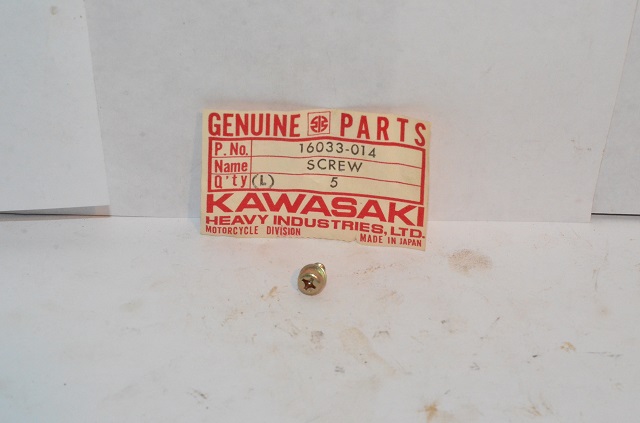 GENUINE PARTS
P. No. 16033-014
Name SCREW
Q'ty (L) 5
KAWASAKI
HEAVY INDUSTRIES, LTD.
MOTORCYCLE DIVISION MADE IN JAPAN